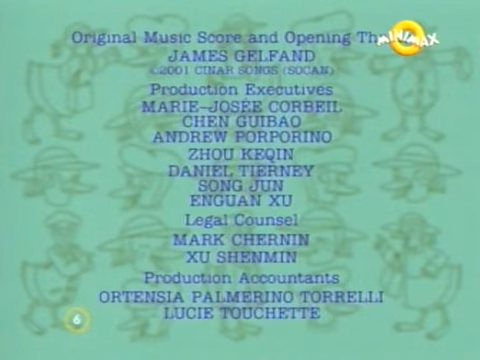 Original Music Score and Opening Th
MINIMAX
JAMES GELFAND
©2001 CINAR SONGS (SOCAN)
Production Executives
MARIE-JOSÉE CORBEIL
CHEN GUIBAO
ANDREW PORPORINO
ZHOU KEQIN
DANIEL TIERNEY
SONG JUN
ENGUAN XU
Legal Counsel
MARK CHERNIN
XU SHENMIN
Production Accountants
ORTENSIA PALMERINO TORRELLI
LUCIE TOUCHETTE
6